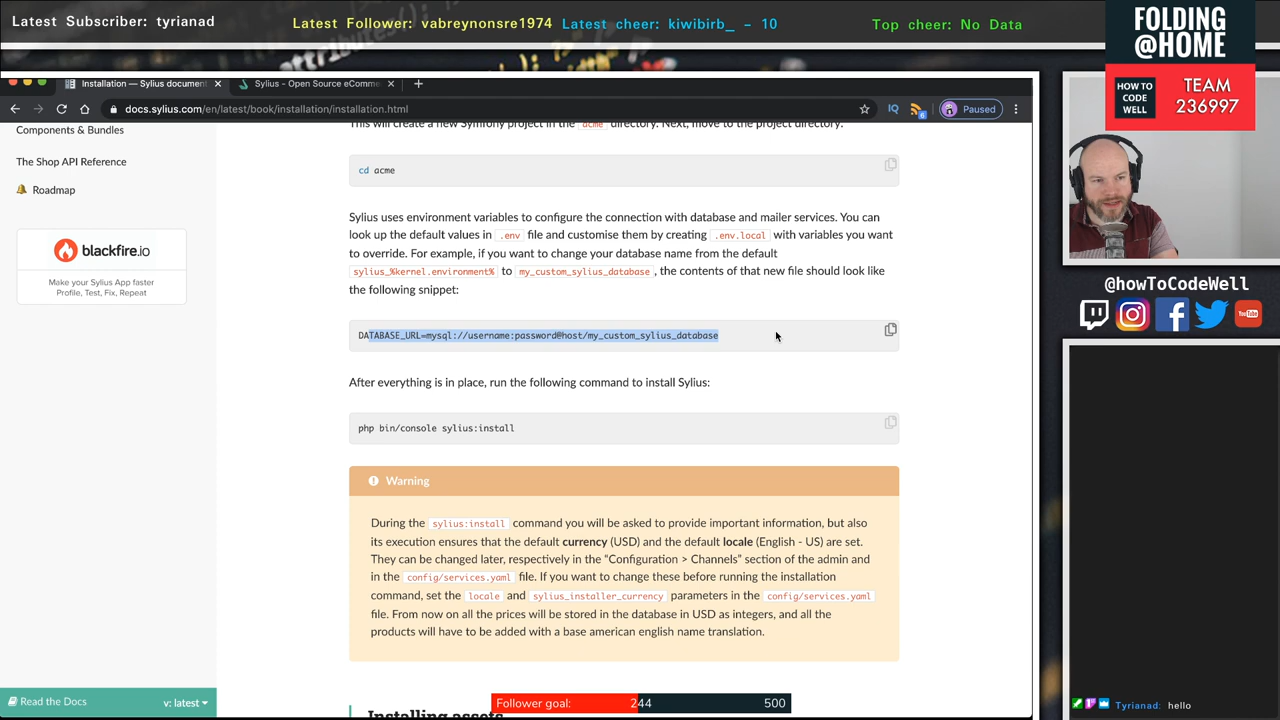 Latest Subscriber: tyrianad
Latest Follower: vabreynonsre1974
Latest cheer: kiwibirb_ - 10
Top cheer: No Data
FOLDING
@HOME
HOW TO
CODE
WELL
TEAM
236997
Installation — Sylius documen
Sylius - Open Source eComme
docs.sylius.com/en/latest/book/installation/installation.html
IQ
6
Paused
Components & Bundles
The Shop API Reference
Roadmap
blackfire.io
Make your Sylius App faster
Profile, Test, Fix, Repeat
This will create a new Symfony project in the acme directory. Next, move to the project directory:
cd acme
Sylius uses environment variables to configure the connection with database and mailer services. You can
look up the default values in .env file and customise them by creating .env.local with variables you want
to override. For example, if you want to change your database name from the default
sylius_%kernel.environment% to my_custom_sylius_database , the contents of that new file should look like
the following snippet:
DATABASE_URL=mysql://username:password@host/my_custom_sylius_database
After everything is in place, run the following command to install Sylius:
php bin/console sylius:install
Warning
During the sylius:install command you will be asked to provide important information, but also
its execution ensures that the default currency (USD) and the default locale (English - US) are set.
They can be changed later, respectively in the "Configuration > Channels" section of the admin and
in the config/services.yaml file. If you want to change these before running the installation
command, set the locale and sylius_installer_currency parameters in the config/services.yaml
file. From now on all the prices will be stored in the database in USD as integers, and all the
products will have to be added with a base american english name translation.
Installing assets
Read the Docs
v: latest
Follower goal: 244 500
@howToCodeWell
You Tube
Tyrianad: hello